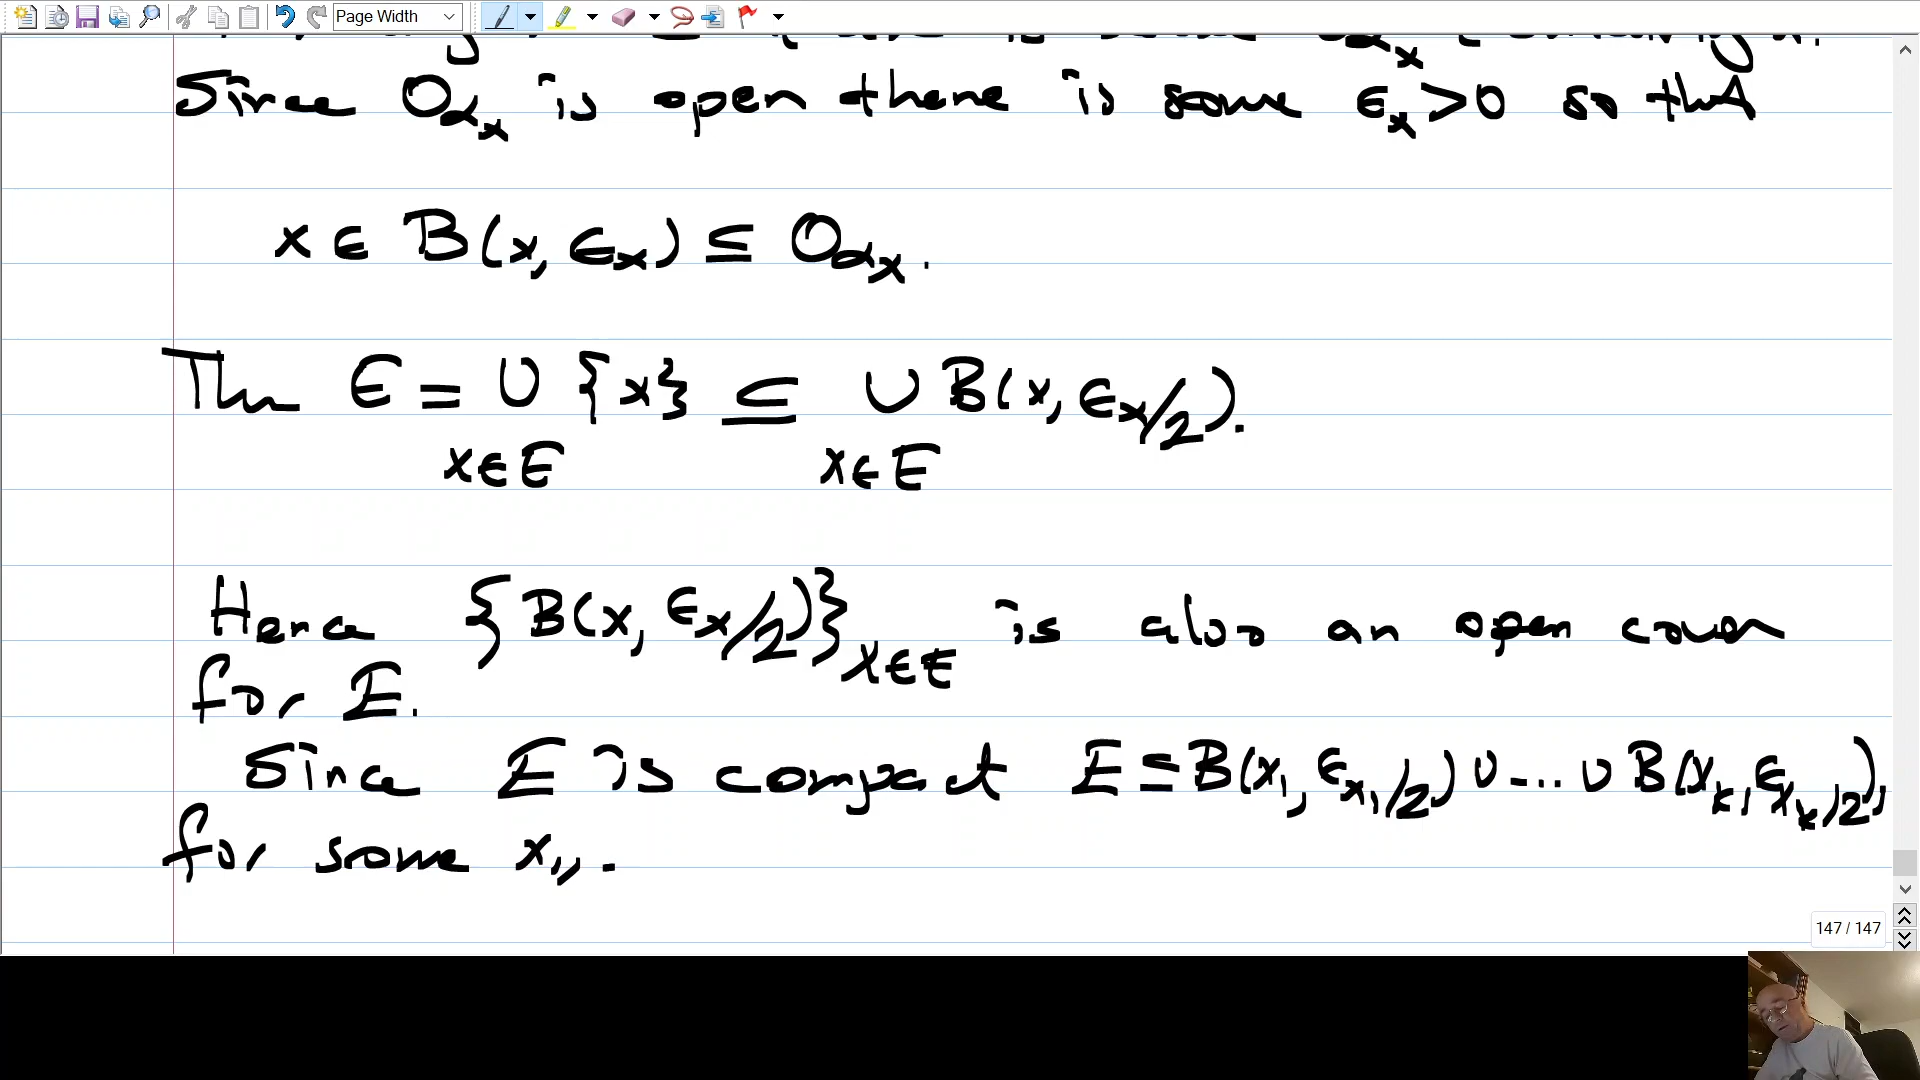 Page Width
Since O_{α_x} is open there is some ε_x > 0 so that
x ∈ B(x, ε_x) ⊆ O_{α_x}.
Then E = ∪ {x} ⊆ ∪ B(x, ε_x/2).
x∈E x∈E
Hence {B(x, ε_x/2)}_{x∈E} is also an open cover
for E.
Since E is compact E ⊆ B(x_1, ε_{x_1}/2) ∪ ... ∪ B(x_k, ε_{x_k}/2),
for some x_1, .
147 / 147